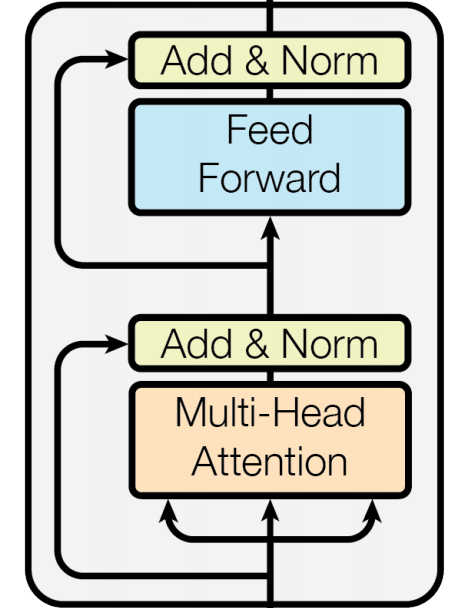 Add & Norm
Feed
Forward
Add & Norm
Multi-Head
Attention